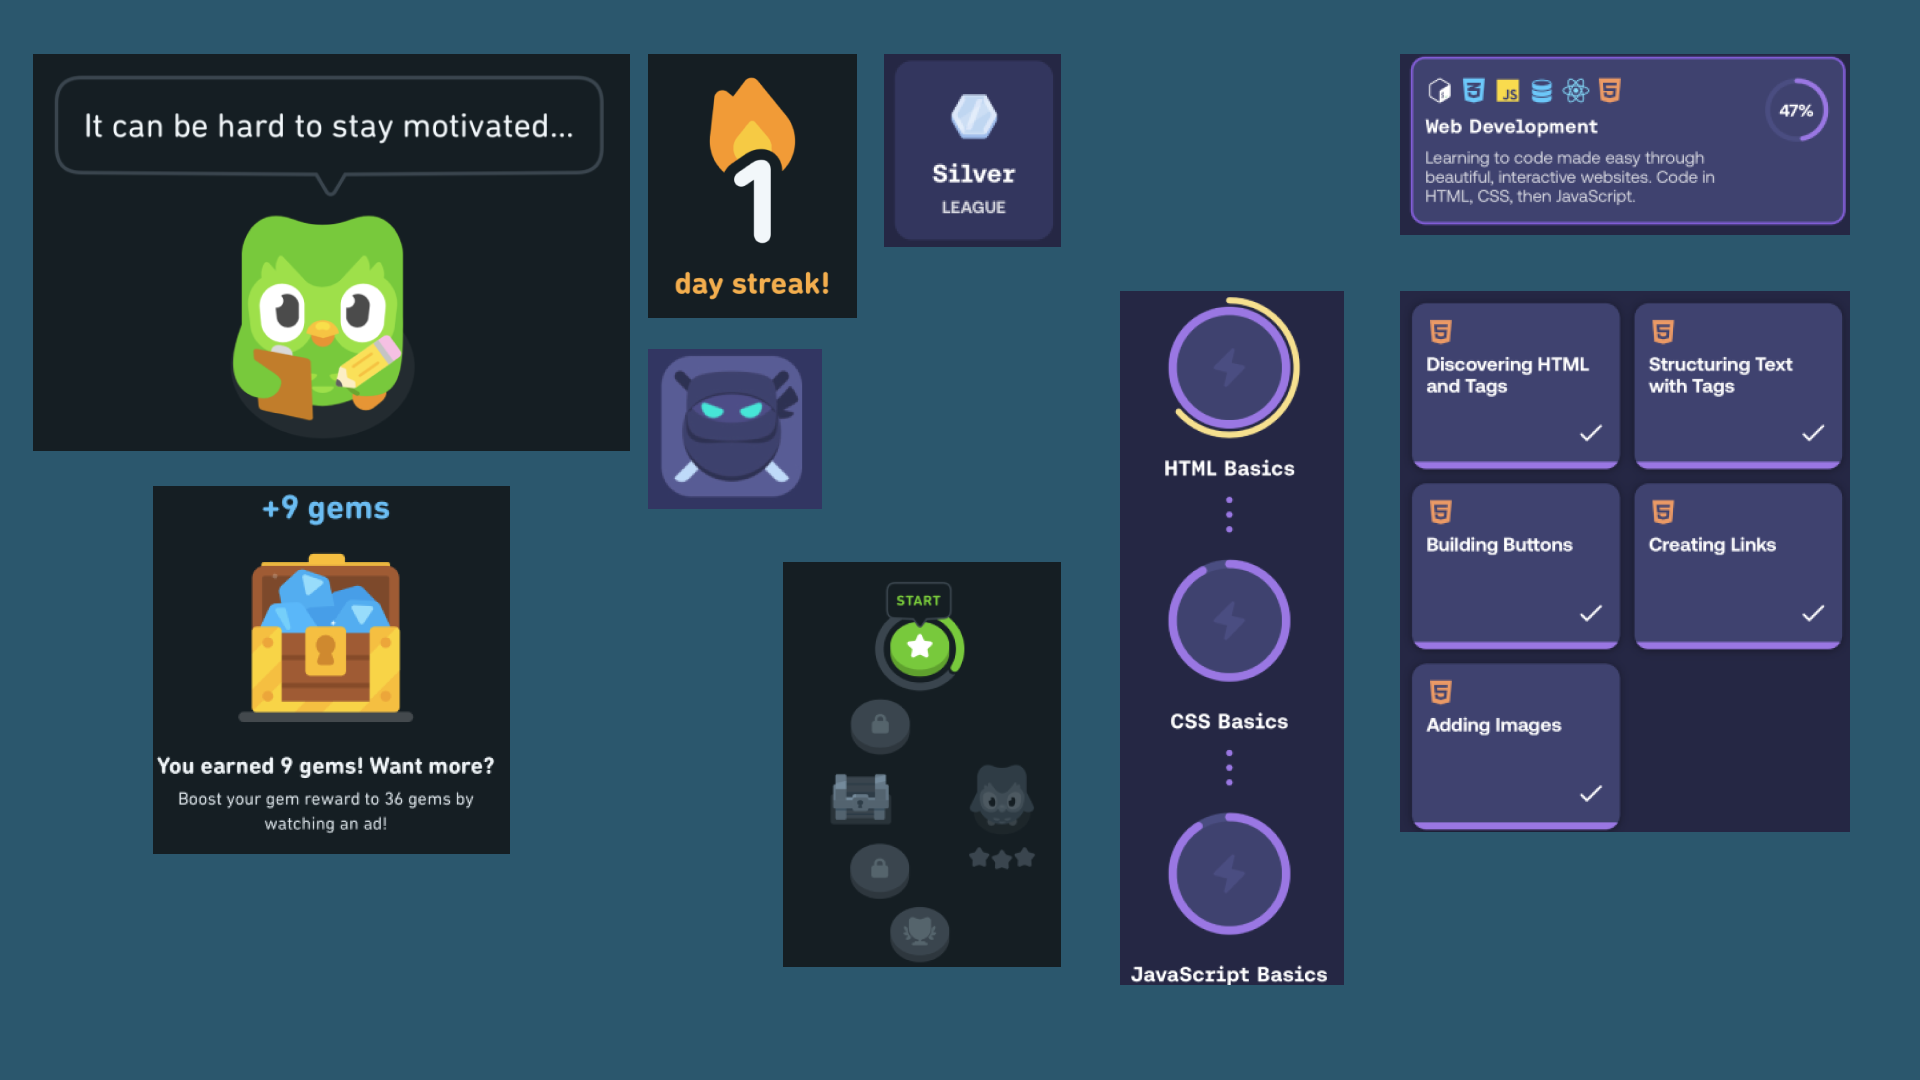 It can be hard to stay motivated...
1
day streak!
Silver
LEAGUE
JS
47%
Web Development
Learning to code made easy through
beautiful, interactive websites. Code in
HTML, CSS, then JavaScript.
+9 gems
You earned 9 gems! Want more?
Boost your gem reward to 36 gems by
watching an ad!
START
HTML Basics
CSS Basics
JavaScript Basics
Discovering HTML
and Tags
Structuring Text
with Tags
Building Buttons
Creating Links
Adding Images